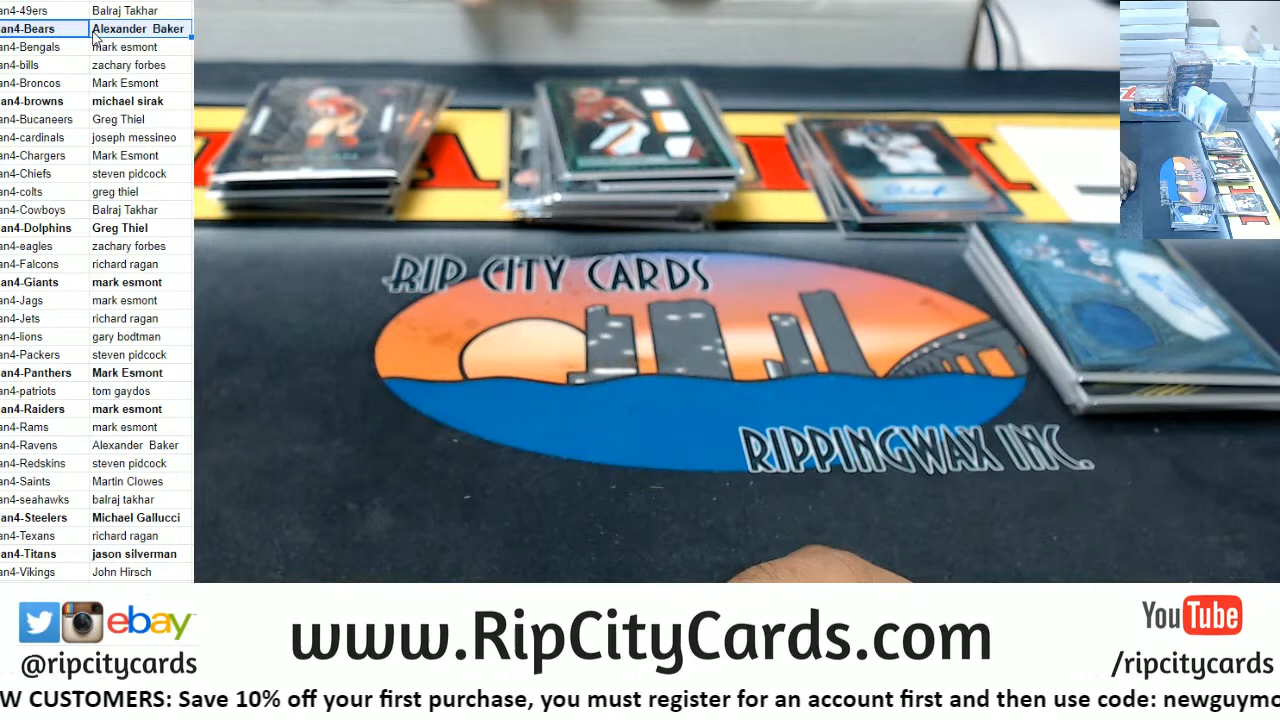 an4-49ers Balraj Takhar
an4-Bears Alexander Baker
an4-Bengals mark esmont
an4-bills zachary forbes
an4-Broncos Mark Esmont
an4-browns michael sirak
an4-Bucaneers Greg Thiel
an4-cardinals joseph messineo
an4-Chargers Mark Esmont
an4-Chiefs steven pidcock
an4-colts greg thiel
an4-Cowboys Balraj Takhar
an4-Dolphins Greg Thiel
an4-eagles zachary forbes
an4-Falcons richard ragan
an4-Giants mark esmont
an4-Jags mark esmont
an4-Jets richard ragan
an4-lions gary bodtman
an4-Packers steven pidcock
an4-Panthers Mark Esmont
an4-patriots tom gaydos
an4-Raiders mark esmont
an4-Rams mark esmont
an4-Ravens Alexander Baker
an4-Redskins steven pidcock
an4-Saints Martin Clowes
an4-seahawks balraj takhar
an4-Steelers Michael Gallucci
an4-Texans richard ragan
an4-Titans jason silverman
an4-Vikings John Hirsch
RIP CITY CARDS
RIPPINGWAX INC.
ebay
@ripcitycards
www.RipCityCards.com
YouTube
/ripcitycards
W CUSTOMERS: Save 10% off your first purchase, you must register for an account first and then use code: newguymo